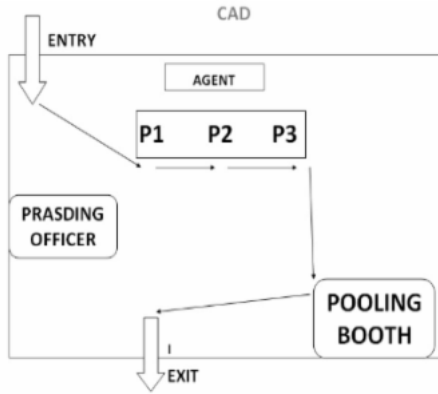 CAD
ENTRY
AGENT
P1 P2 P3
PRASDING
OFFICER
POOLING
BOOTH
I
EXIT